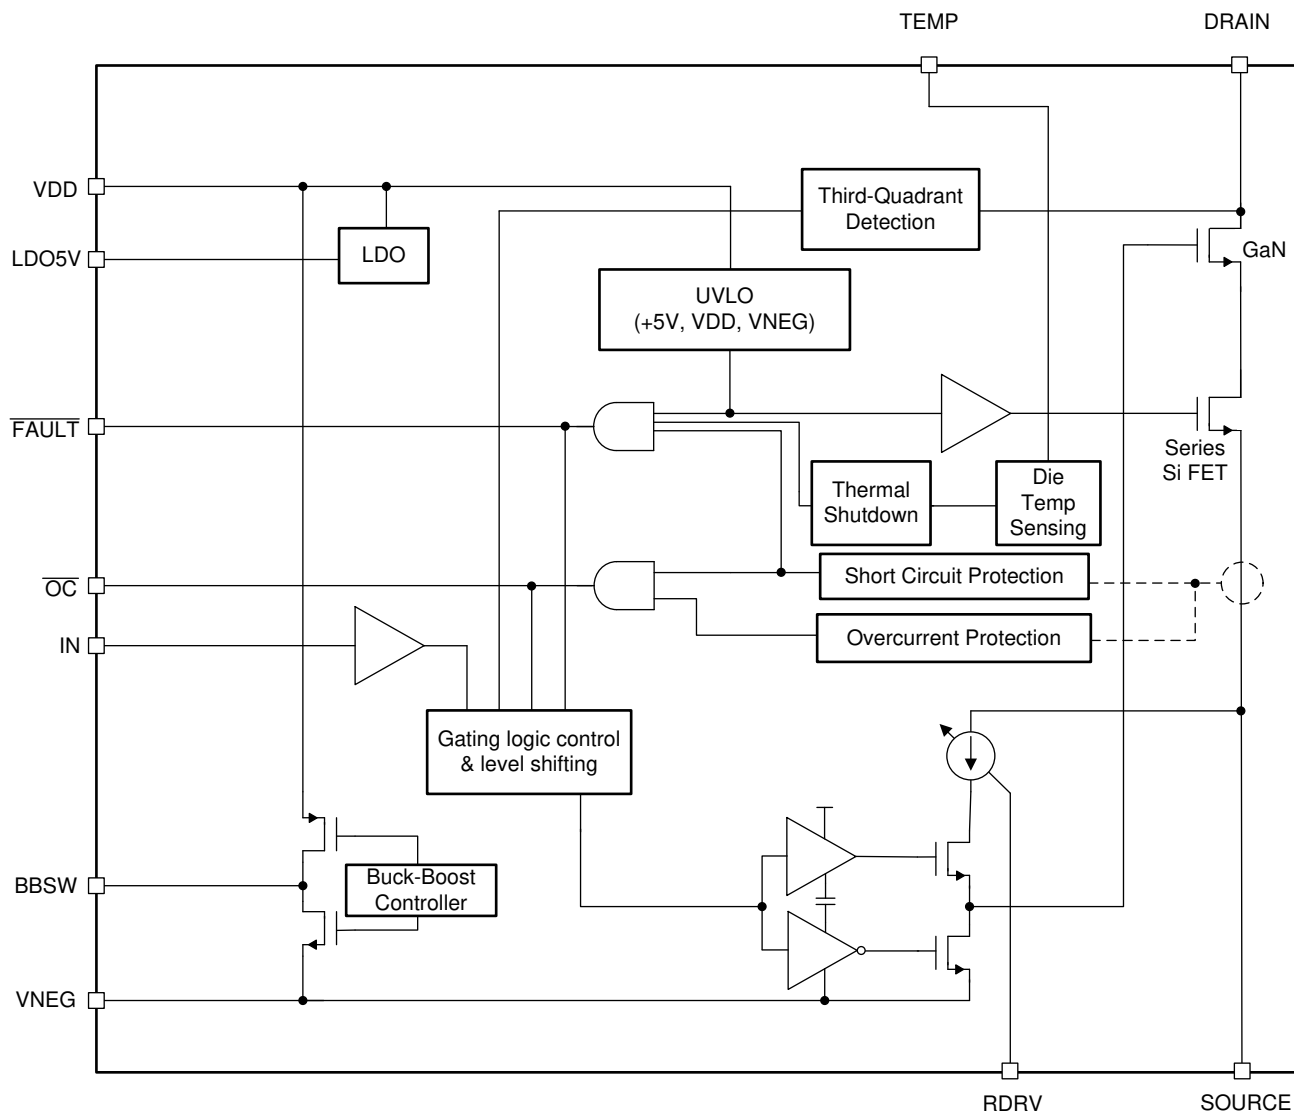 TEMP
DRAIN
VDD
Third-Quadrant
Detection
LDO5V
LDO
GaN
UVLO
(+5V, VDD, VNEG)
FAULT
Series
Si FET
Thermal
Shutdown
Die
Temp
Sensing
OC
Short Circuit Protection
IN
Overcurrent Protection
Gating logic control
& level shifting
BBSW
Buck-Boost
Controller
VNEG
RDRV
SOURCE